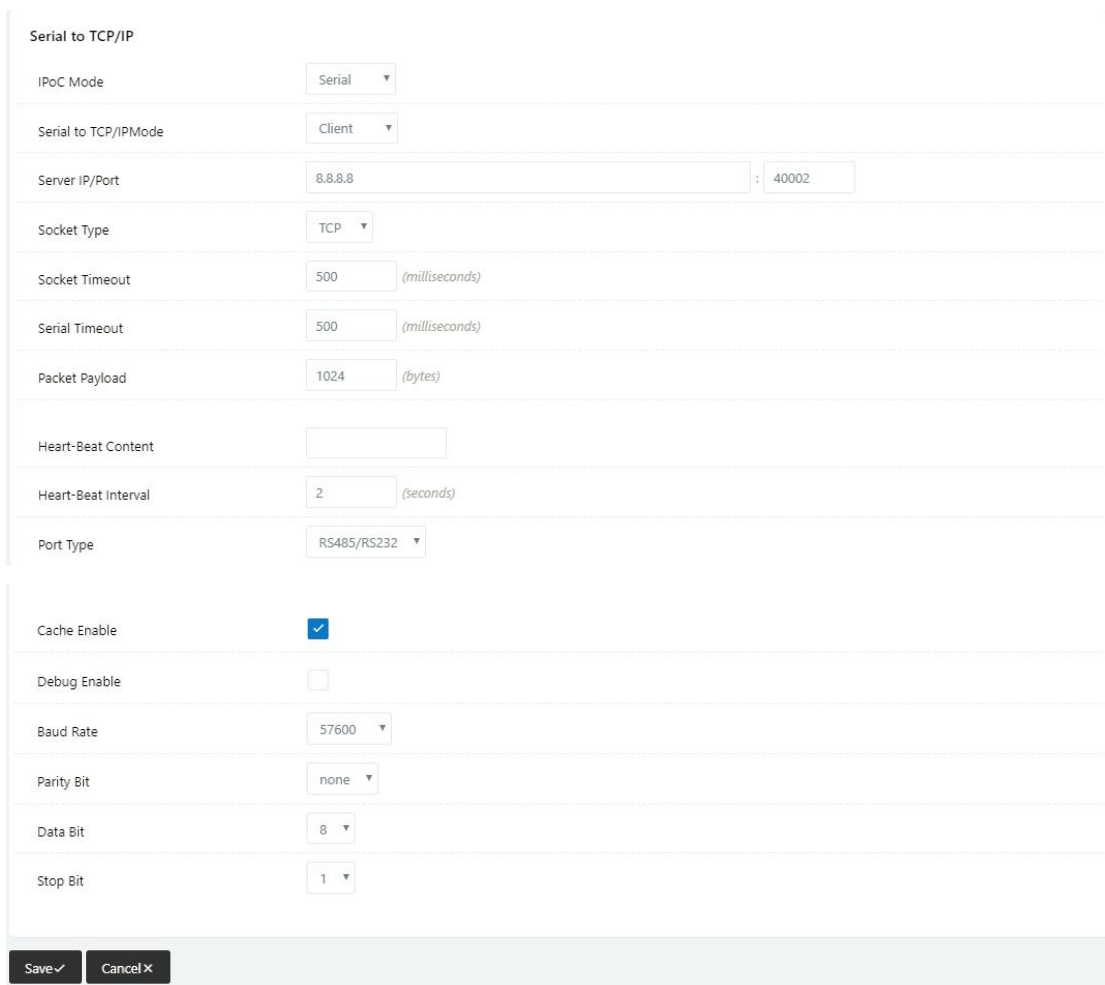 Serial to TCP/IP
IPoC Mode Serial
Serial to TCP/IPMode Client
Server IP/Port 8.8.8.8 : 40002
Socket Type TCP
Socket Timeout 500 (milliseconds)
Serial Timeout 500 (milliseconds)
Packet Payload 1024 (bytes)
Heart-Beat Content
Heart-Beat Interval 2 (seconds)
Port Type RS485/RS232
Cache Enable
Debug Enable
Baud Rate 57600
Parity Bit none
Data Bit 8
Stop Bit 1
Save Cancel